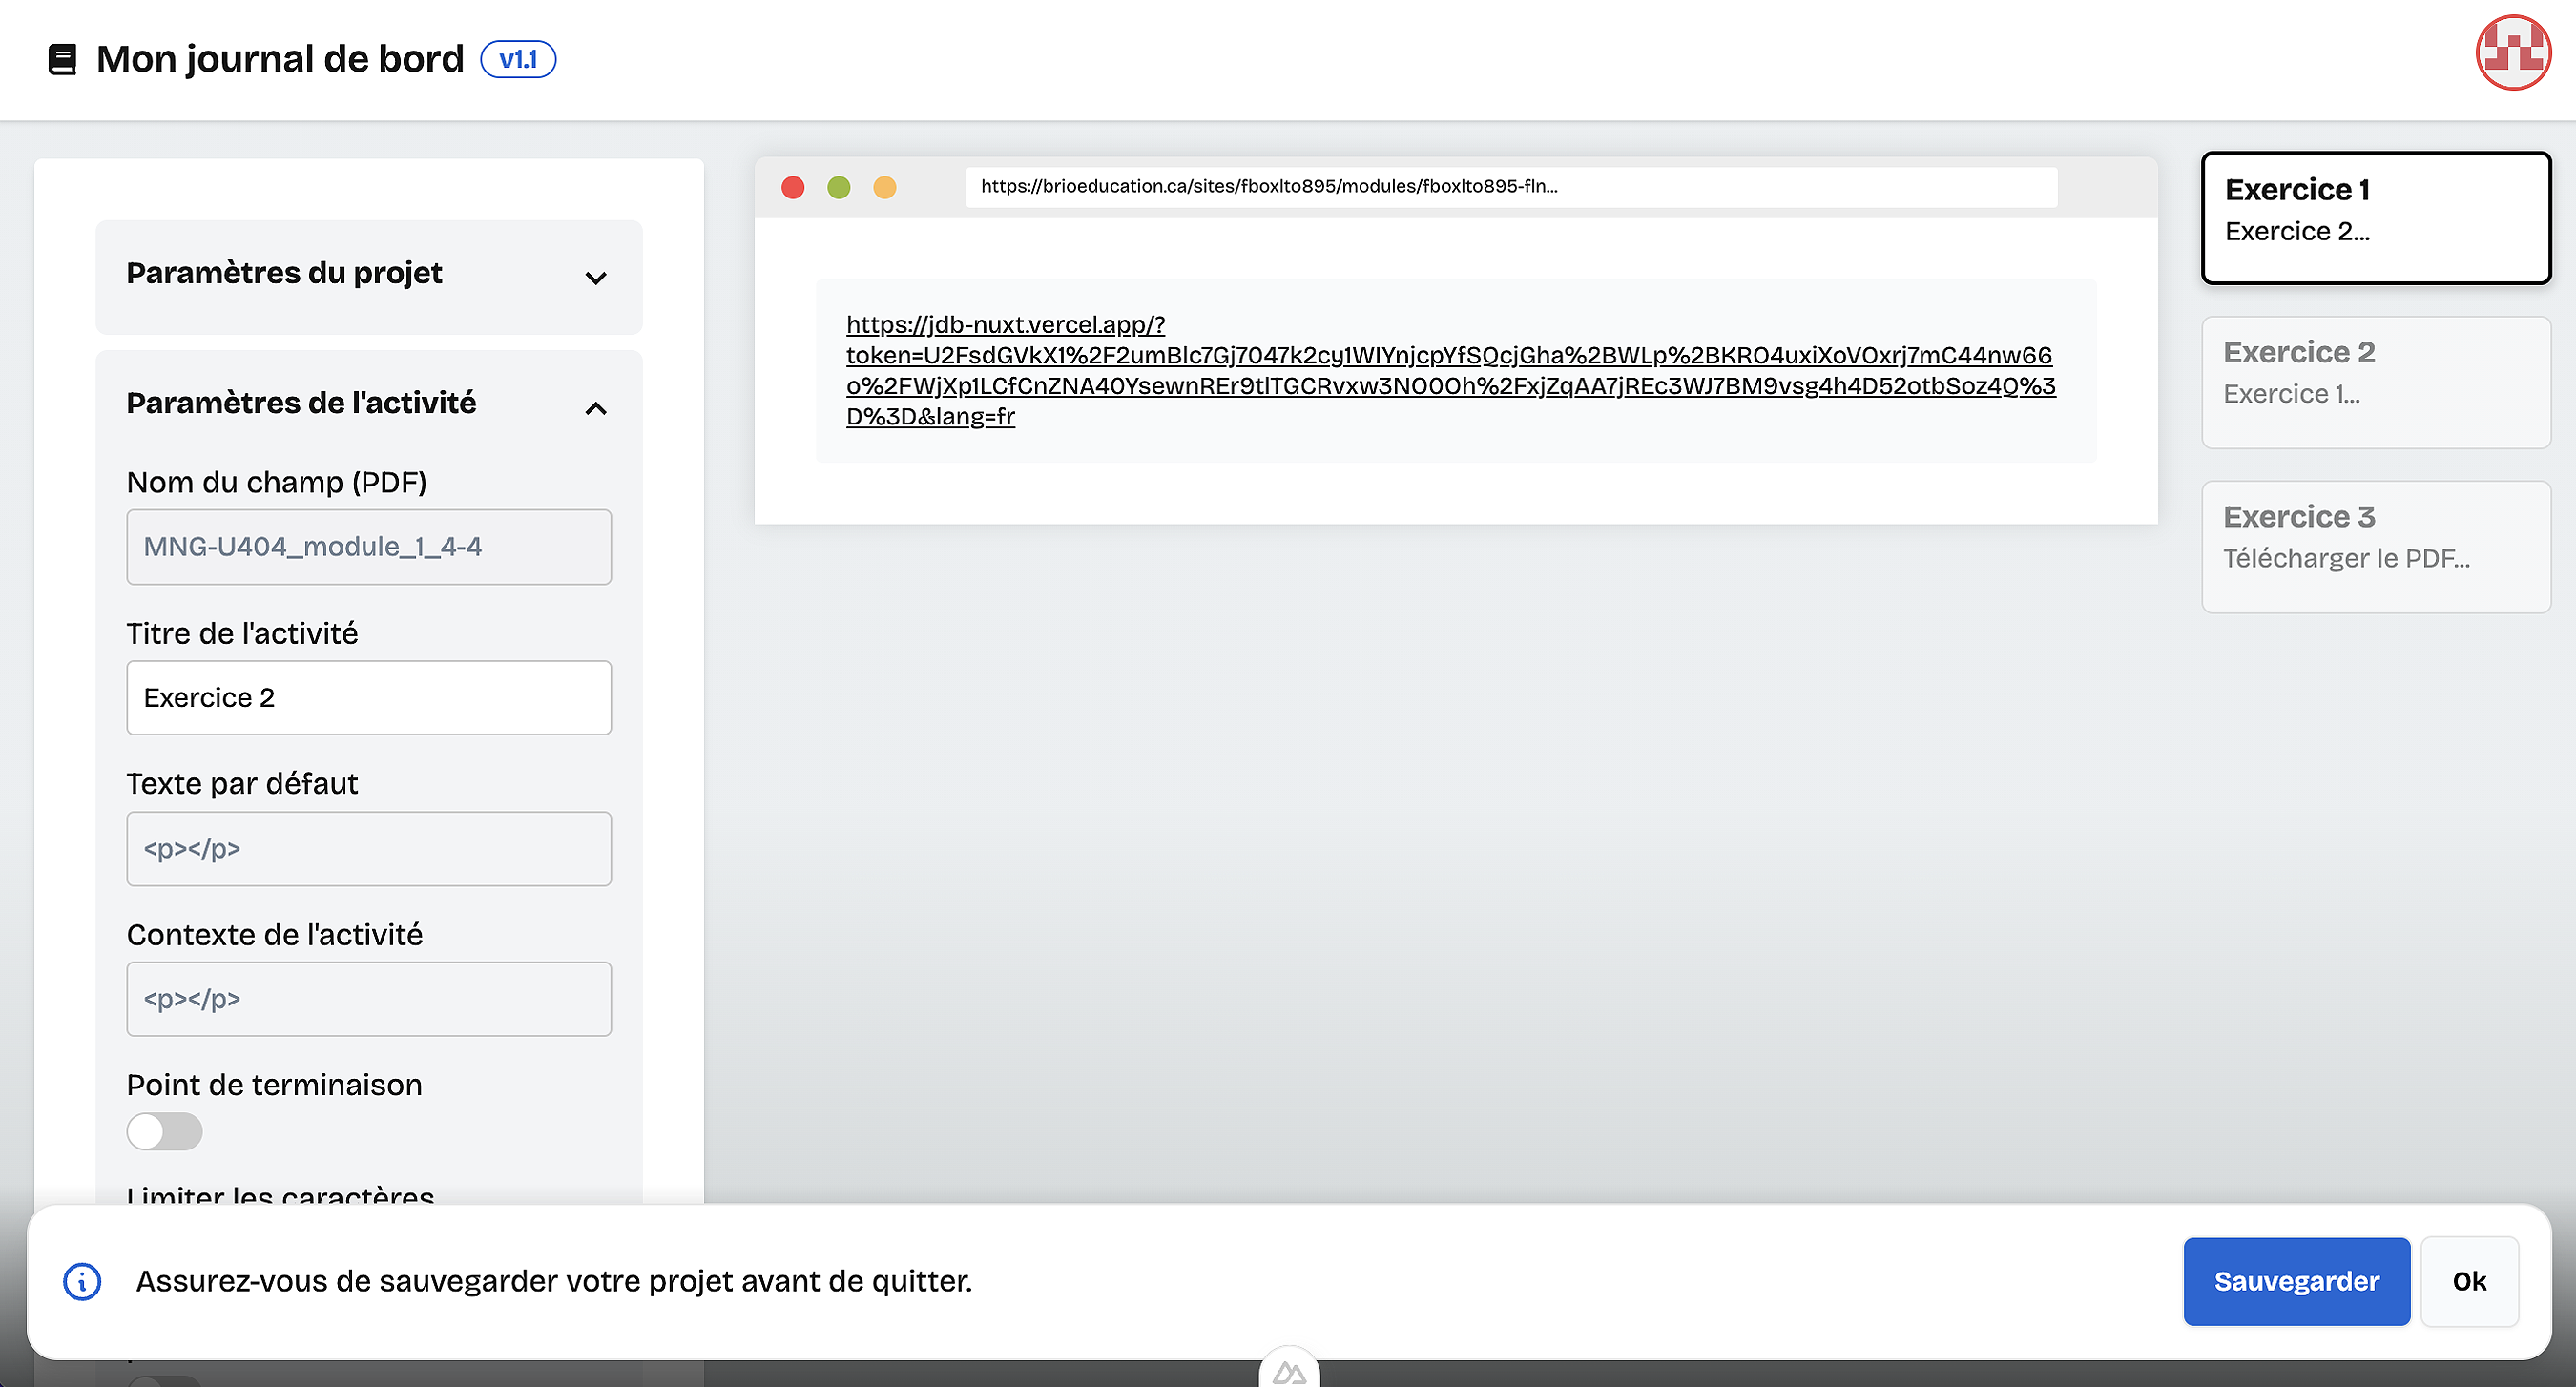 Mon journal de bord v1.1
Paramètres du projet
Paramètres de l'activité
Nom du champ (PDF)
MNG-U404_module_1_4-4
Titre de l'activité
Exercice 2
Texte par défaut
<p></p>
Contexte de l'activité
<p></p>
Point de terminaison
Limiter les caractères
https://brioeducation.ca/sites/fboxlto895/modules/fboxlto895-fln...
https://jdb-nuxt.vercel.app/?
token=U2FsdGVkX1%2F2umBlc7Gj7047k2cy1WIYnjcpYfSQcjGha%2BWLp%2BKRO4uxiXoVOxrj7mC44nw66
o%2FWjXp1LCfCnZNA40YsewnREr9tlTGCRvxw3NO0Oh%2FxjZqAA7jREc3WJ7BM9vsg4h4D52otbSoz4Q%3
D%3D&lang=fr
Exercice 1
Exercice 2...
Exercice 2
Exercice 1...
Exercice 3
Télécharger le PDF...
Assurez-vous de sauvegarder votre projet avant de quitter.
Sauvegarder
Ok